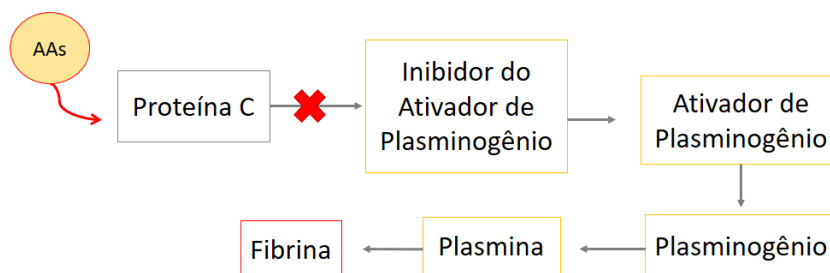 AAs
Proteína C
Inibidor do
Ativador de
Plasminogênio
Ativador de
Plasminogênio
Plasminogênio
Plasmina
Fibrina